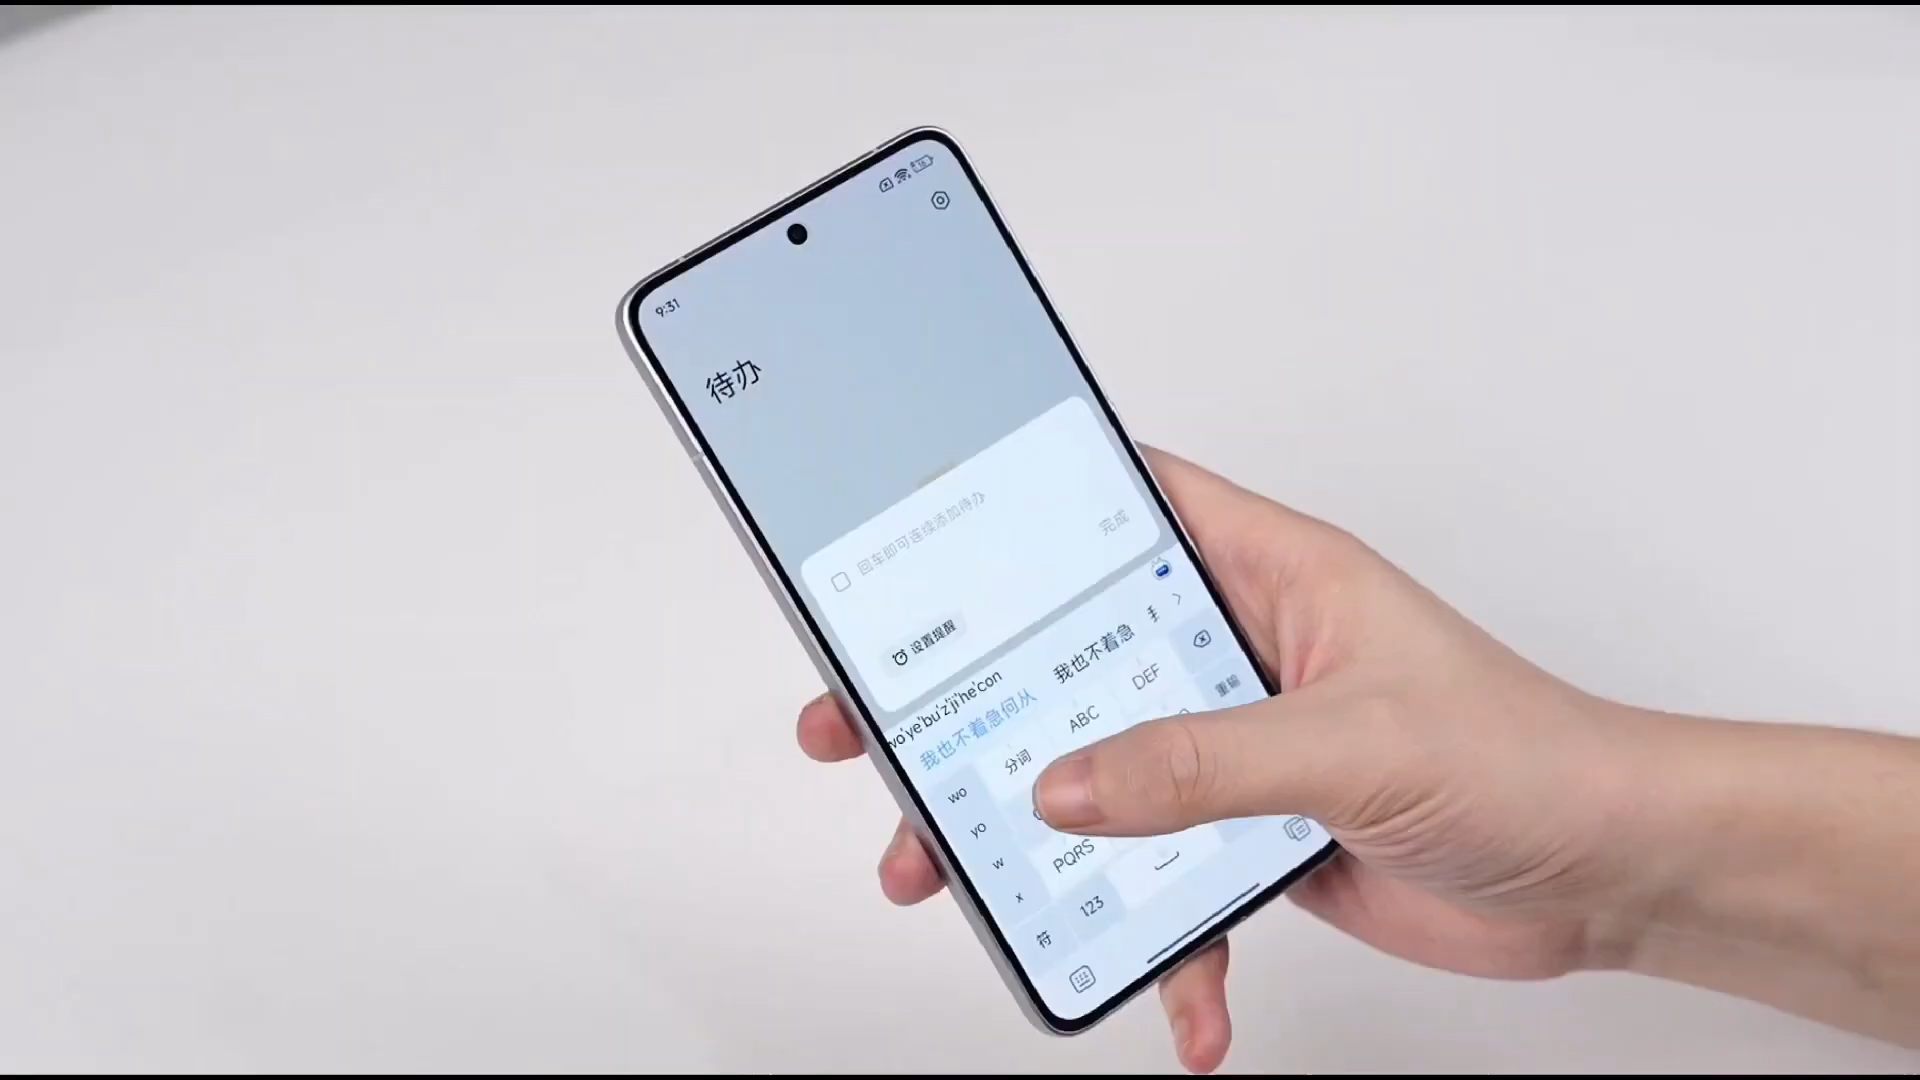 9:31
待办
回车即可连续添加待办
完成
设置提醒
wo'ye'bu'z'ji'he'con
我也不着急何从
我也不着急
分词
ABC
DEF
重输
wo
yo
w
x
PQRS
符
123